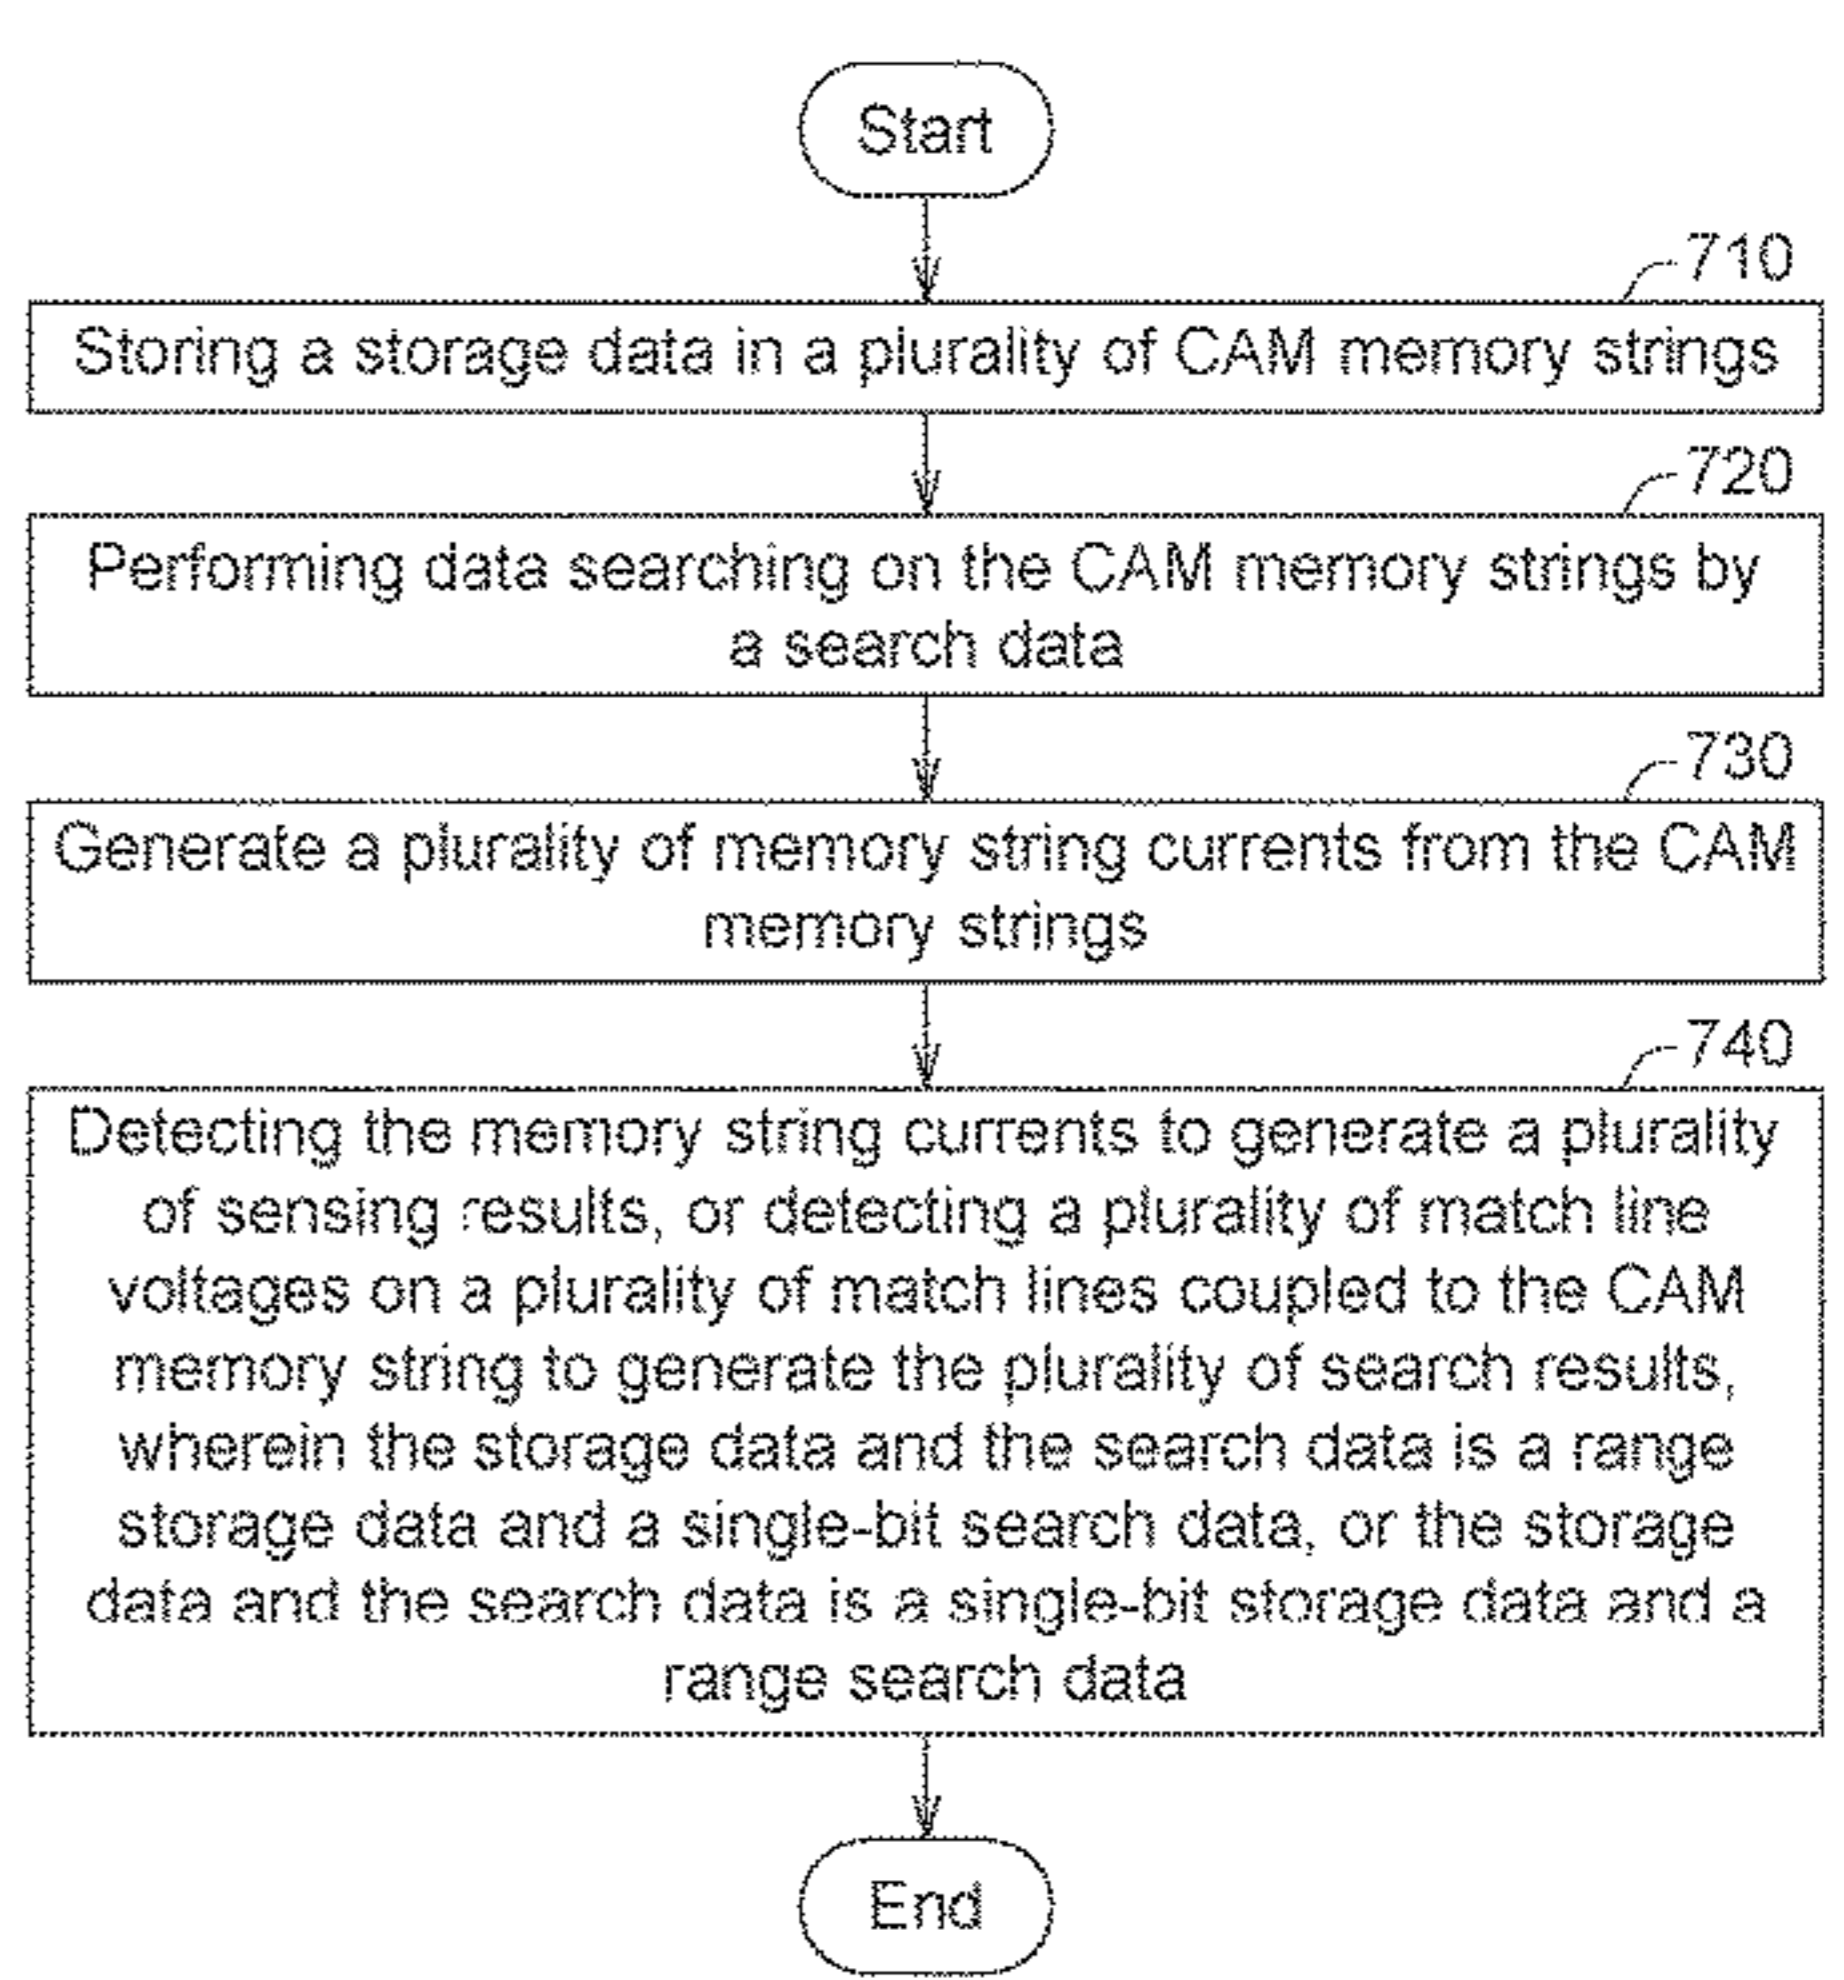 Start
710
Storing a storage data in a plurality of CAM memory strings
720
Performing data searching on the CAM memory strings by
a search data
730
Generate a plurality of memory string currents from the CAM
memory strings
740
Detecting the memory string currents to generate a plurality
of sensing results, or detecting a plurality of match line
voltages on a plurality of match lines coupled to the CAM
memory string to generate the plurality of search results,
wherein the storage data and the search data is a range
storage data and a single-bit search data, or the storage
data and the search data is a single-bit storage data and a
range search data
End